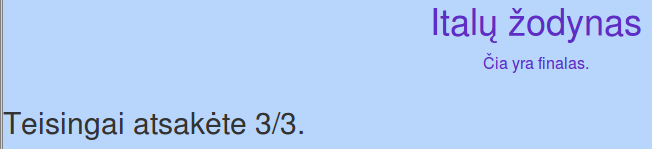 Italų žodynas
Čia yra finalas.
Teisingai atsakėte 3/3.